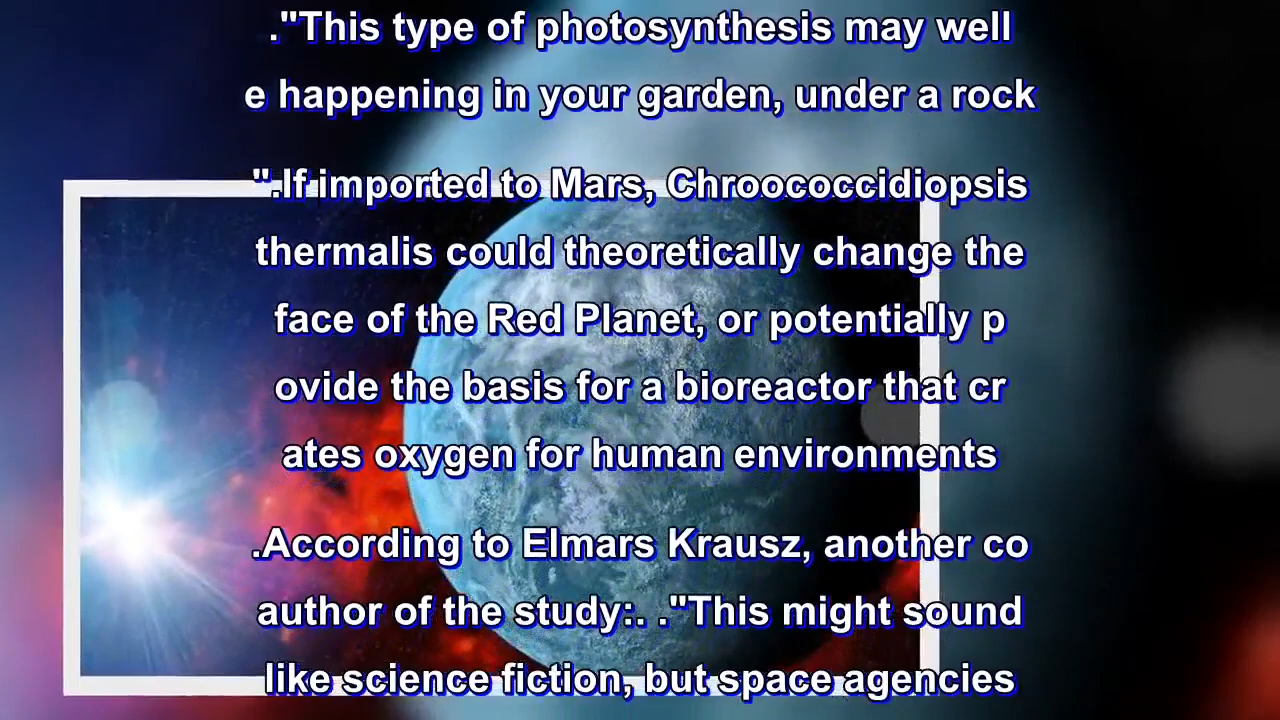 ."This type of photosynthesis may well
e happening in your garden, under a rock
".If imported to Mars, Chroococcidiopsis
thermalis could theoretically change the
face of the Red Planet, or potentially p
ovide the basis for a bioreactor that cr
ates oxygen for human environments
.According to Elmars Krausz, another co
author of the study:. ."This might sound
like science fiction, but space agencies